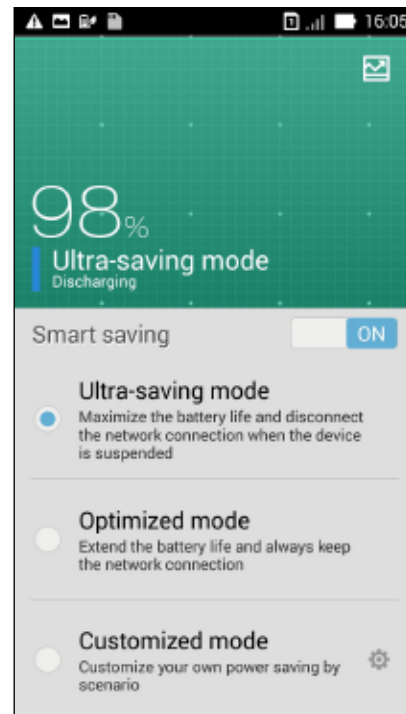 16:05
98%
Ultra-saving mode
Discharging
Smart saving
ON
Ultra-saving mode
Maximize the battery life and disconnect
the network connection when the device
is suspended
Optimized mode
Extend the battery life and always keep
the network connection
Customized mode
Customize your own power saving by
scenario